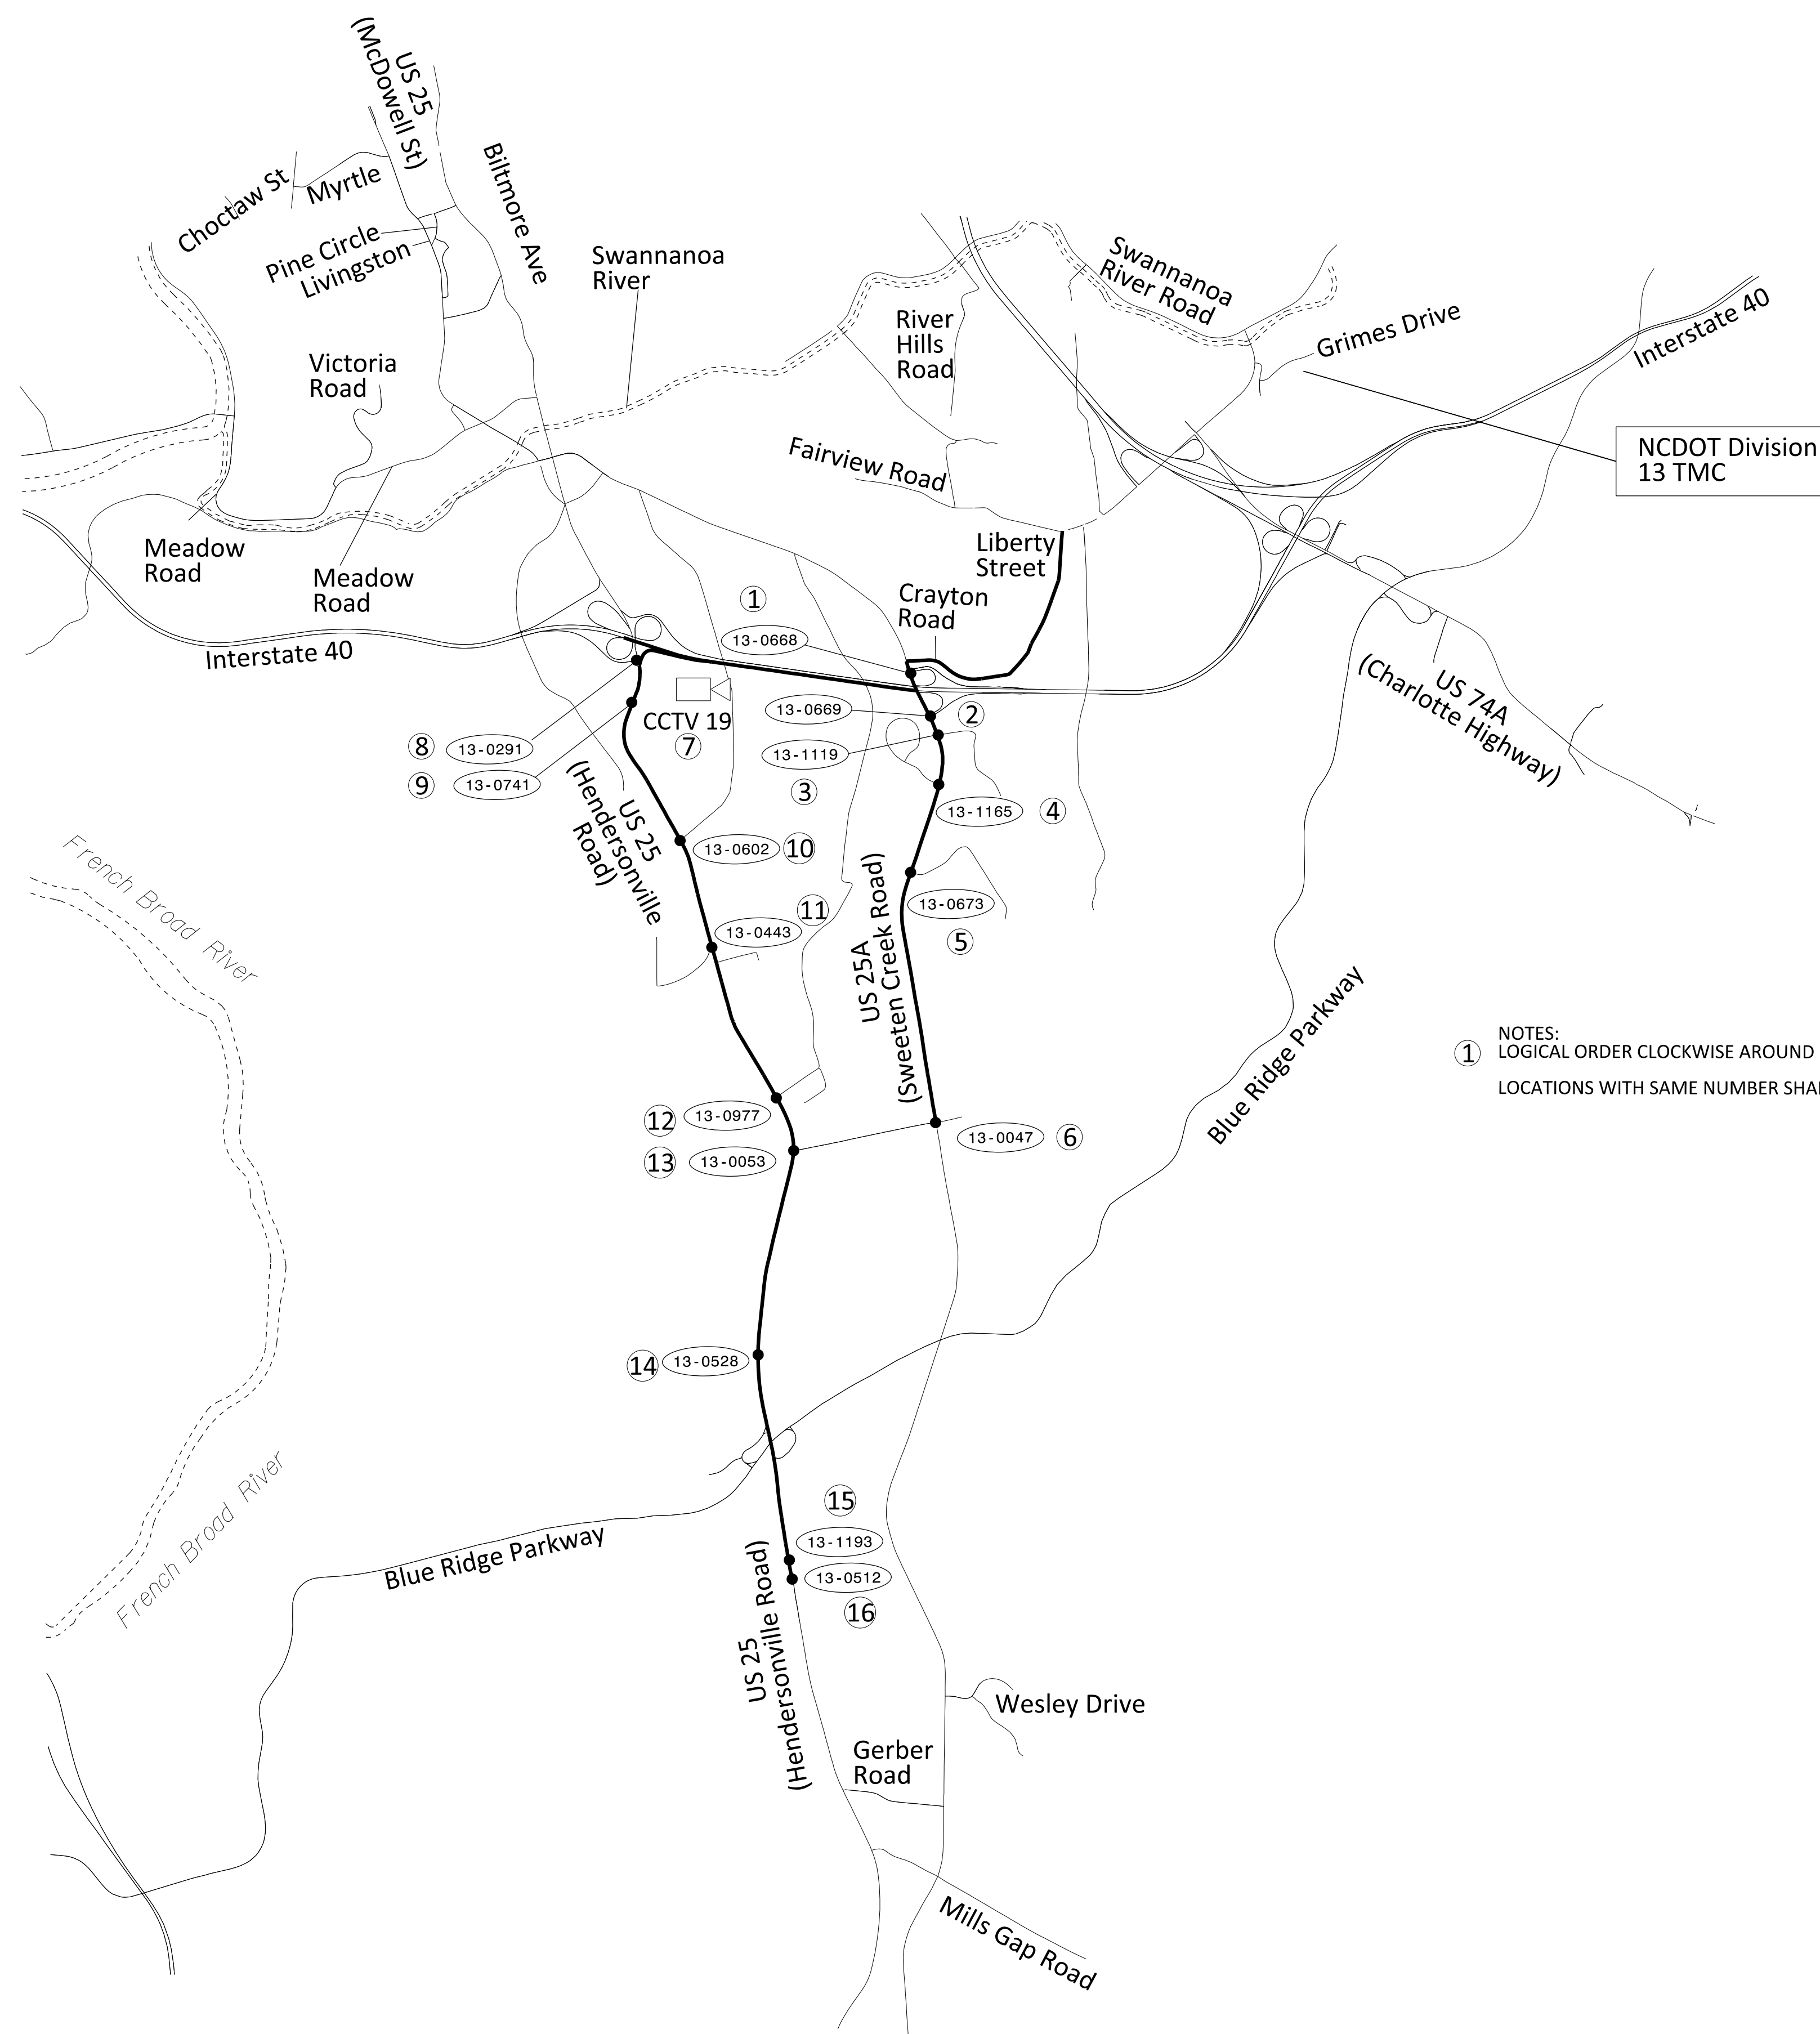 US 25
(McDowell St)
Biltmore Ave
Choctaw St
Myrtle
Pine Circle
Livingston
Swannanoa
River
Swannanoa
River Road
River
Hills
Road
Grimes Drive
Interstate 40
Victoria
Road
Fairview Road
NCDOT Division
13 TMC
Meadow
Road
Meadow
Road
Liberty
Street
Crayton
Road
1
13-0668
Interstate 40
US 74A
(Charlotte Highway)
CCTV 19
7
13-0669
2
8
13-0291
13-1119
3
9
13-0741
13-1165
4
US 25
(Hendersonville
Road)
13-0602
10
French Broad River
11
13-0443
13-0673
5
US 25A
(Sweeten Creek Road)
Blue Ridge Parkway
NOTES:
1 LOGICAL ORDER CLOCKWISE AROUND
LOCATIONS WITH SAME NUMBER
12
13-0977
13
13-0053
13-0047
6
14
13-0528
French Broad River
15
13-1193
Blue Ridge Parkway
13-0512
16
US 25
(Hendersonville Road)
Wesley Drive
Gerber
Road
Mills Gap Road